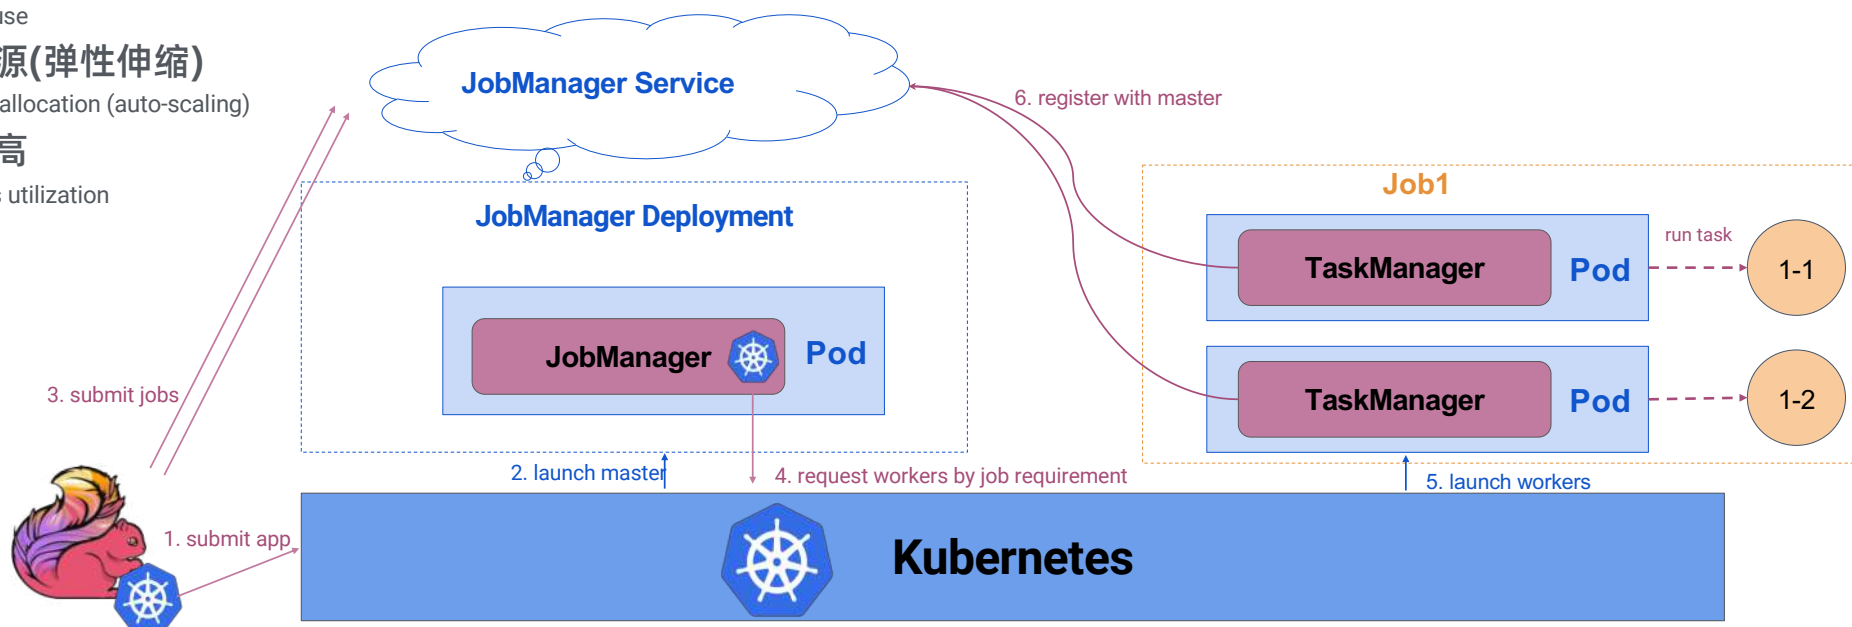 use
源(弹性伸缩)
allocation (auto-scaling)
高
s utilization
JobManager Service
6. register with master
JobManager Deployment
Job1
TaskManager
Pod
run task
1-1
JobManager
Pod
TaskManager
Pod
1-2
3. submit jobs
2. launch master
4. request workers by job requirement
5. launch workers
1. submit app
Kubernetes